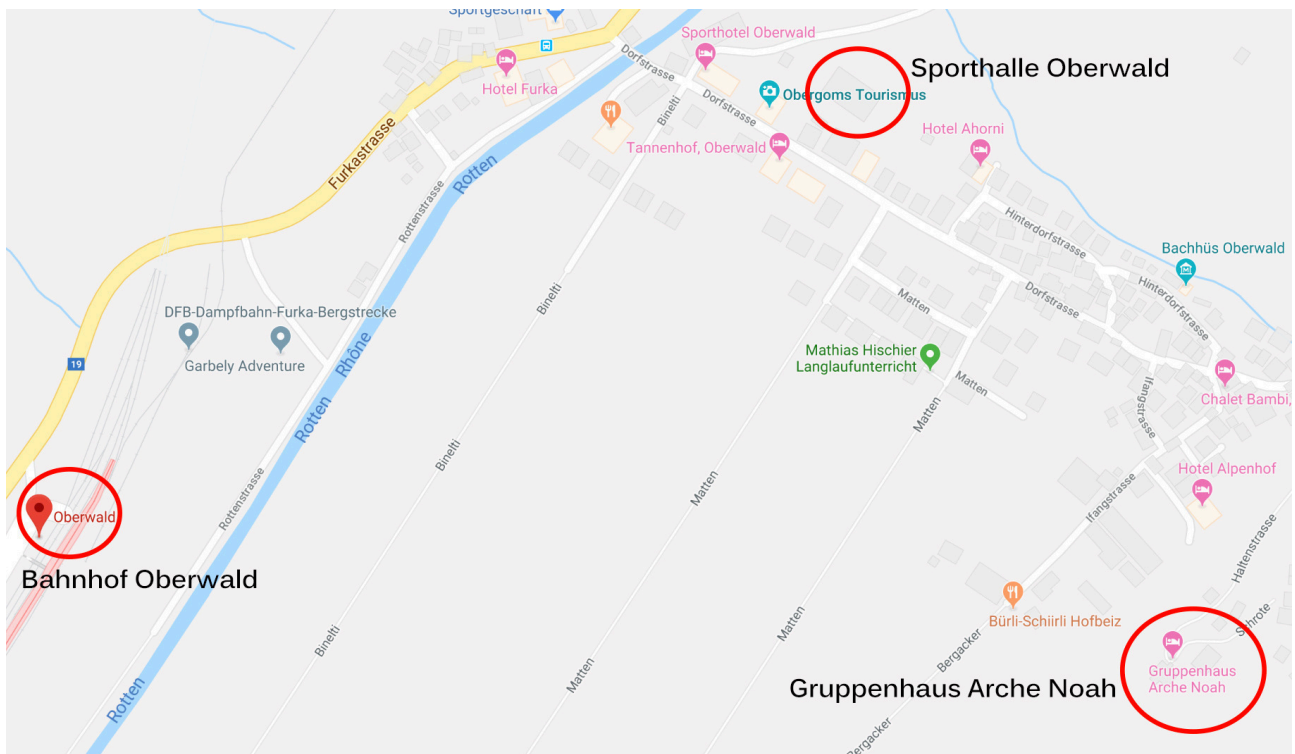 Sportgeschäft
Sporthotel Oberwald
Dorfstrasse
Sporthalle Oberwald
Hotel Furka
Obergoms Tourismus
Binelti
Dorfstrasse
Hotel Ahorni
Furkastrasse
Tannenhof, Oberwald
Rotten
Rottenstrasse
Hinterdorfstrasse
Bachhüs Oberwald
Binelti
Matten
Dorfstrasse
Hinterdorfstrasse
DFB-Dampfbahn-Furka-Bergstrecke
Rhône
Mathias Hischier
Langlaufunterricht
19
Garbely Adventure
Matten
Ifangstrasse
Chalet Bambi,
Rotten
Matten
Binelti
Hotel Alpenhof
Rottenstrasse
Matten
Ifangstrasse
Oberwald
Haltenstrasse
Bahnhof Oberwald
Bürli-Schiirli Hofbeiz
Matten
Schrote
Binelti
Bergacker
Gruppenhaus
Arche Noah
Gruppenhaus Arche Noah
Matten
Rotten
Bergacker